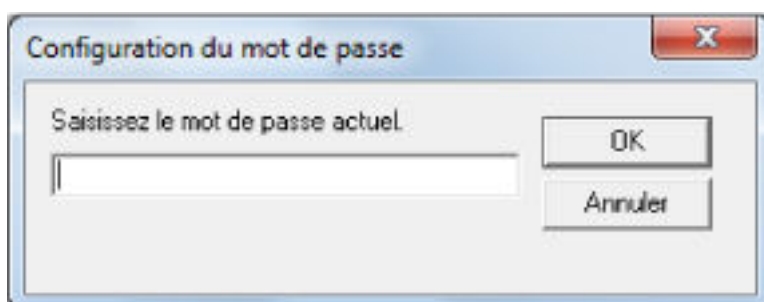 Configuration du mot de passe
Saisissez le mot de passe actuel.
OK
Annuler